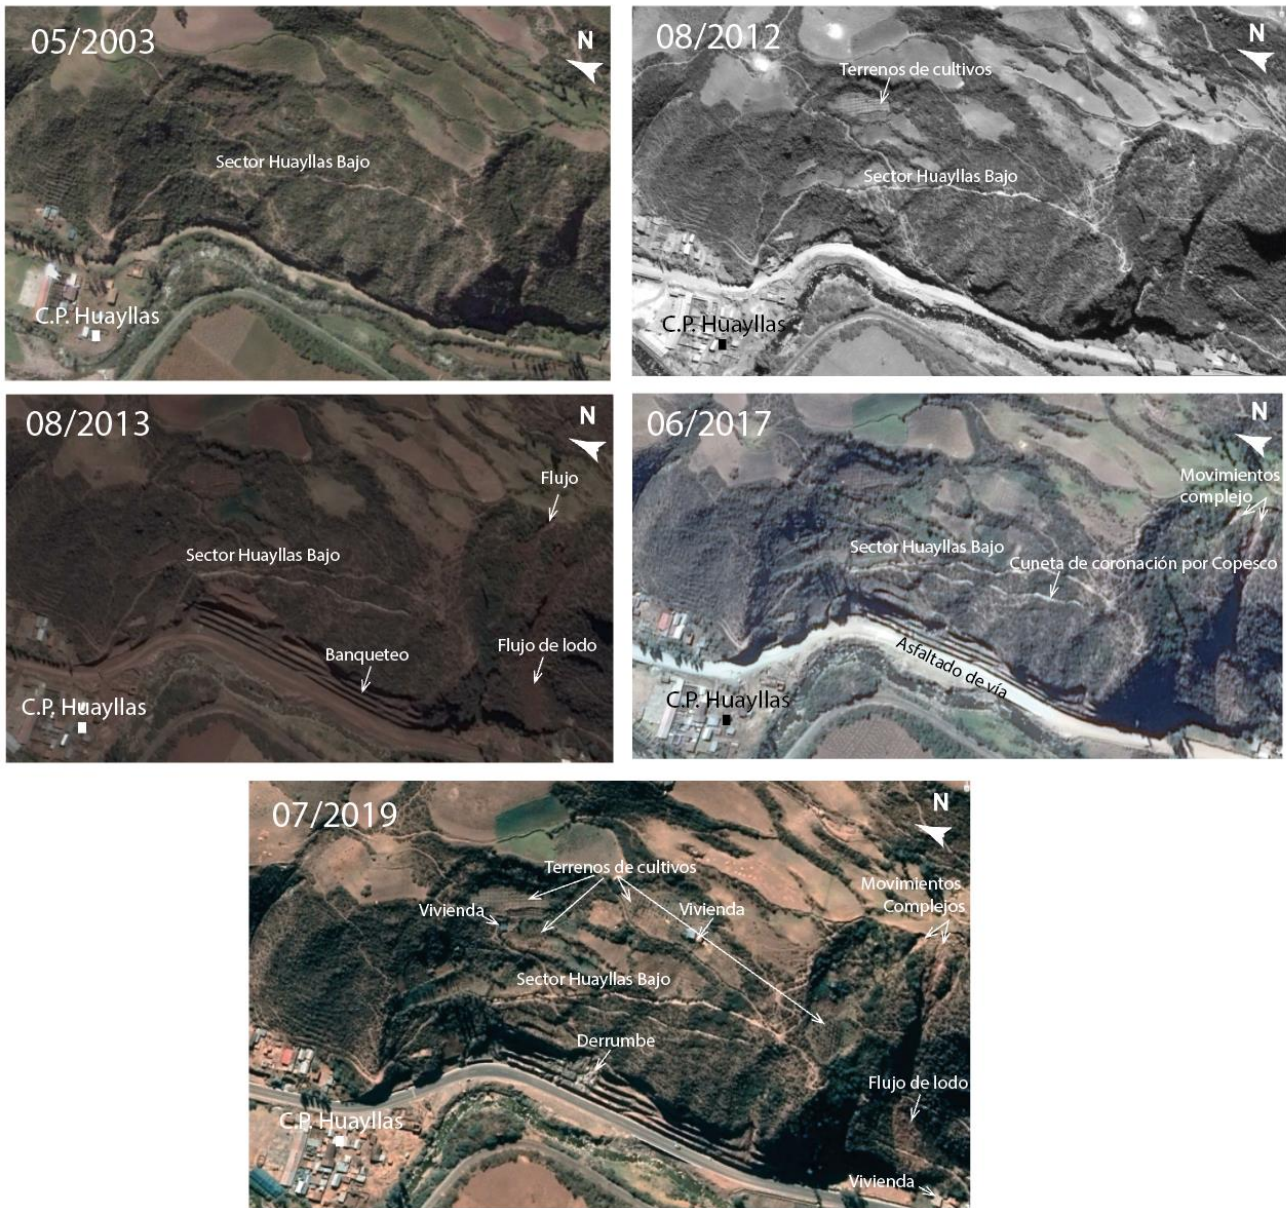 05/2003
N
Sector Huayllas Bajo
C.P. Huayllas
08/2012
N
Terrenos de cultivos
Sector Huayllas Bajo
C.P. Huayllas
08/2013
N
Flujo
Sector Huayllas Bajo
Banqueteo
Flujo de lodo
C.P. Huayllas
06/2017
N
Movimientos
complejo
Sector Huayllas Bajo
Cuneta de coronación por Copesco
Asfaltado de vía
C.P. Huayllas
07/2019
N
Terrenos de cultivos
Movimientos
Complejos
Vivienda
Vivienda
Sector Huayllas Bajo
Derrumbe
Flujo de lodo
C.P. Huayllas
Vivienda